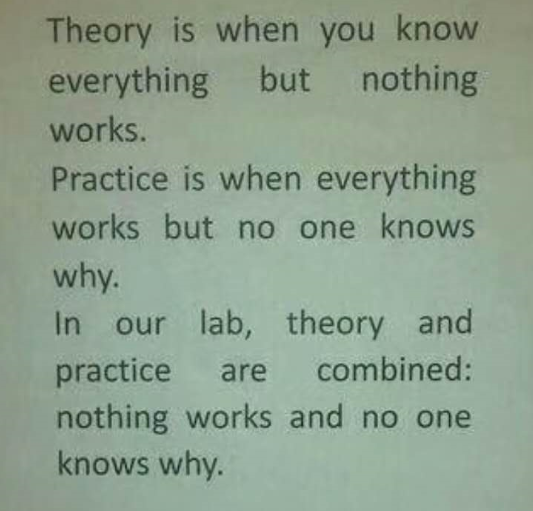 Theory is when you know
everything but nothing
works.
Practice is when everything
works but no one knows
why.
In our lab, theory and
practice are combined:
nothing works and no one
knows why.